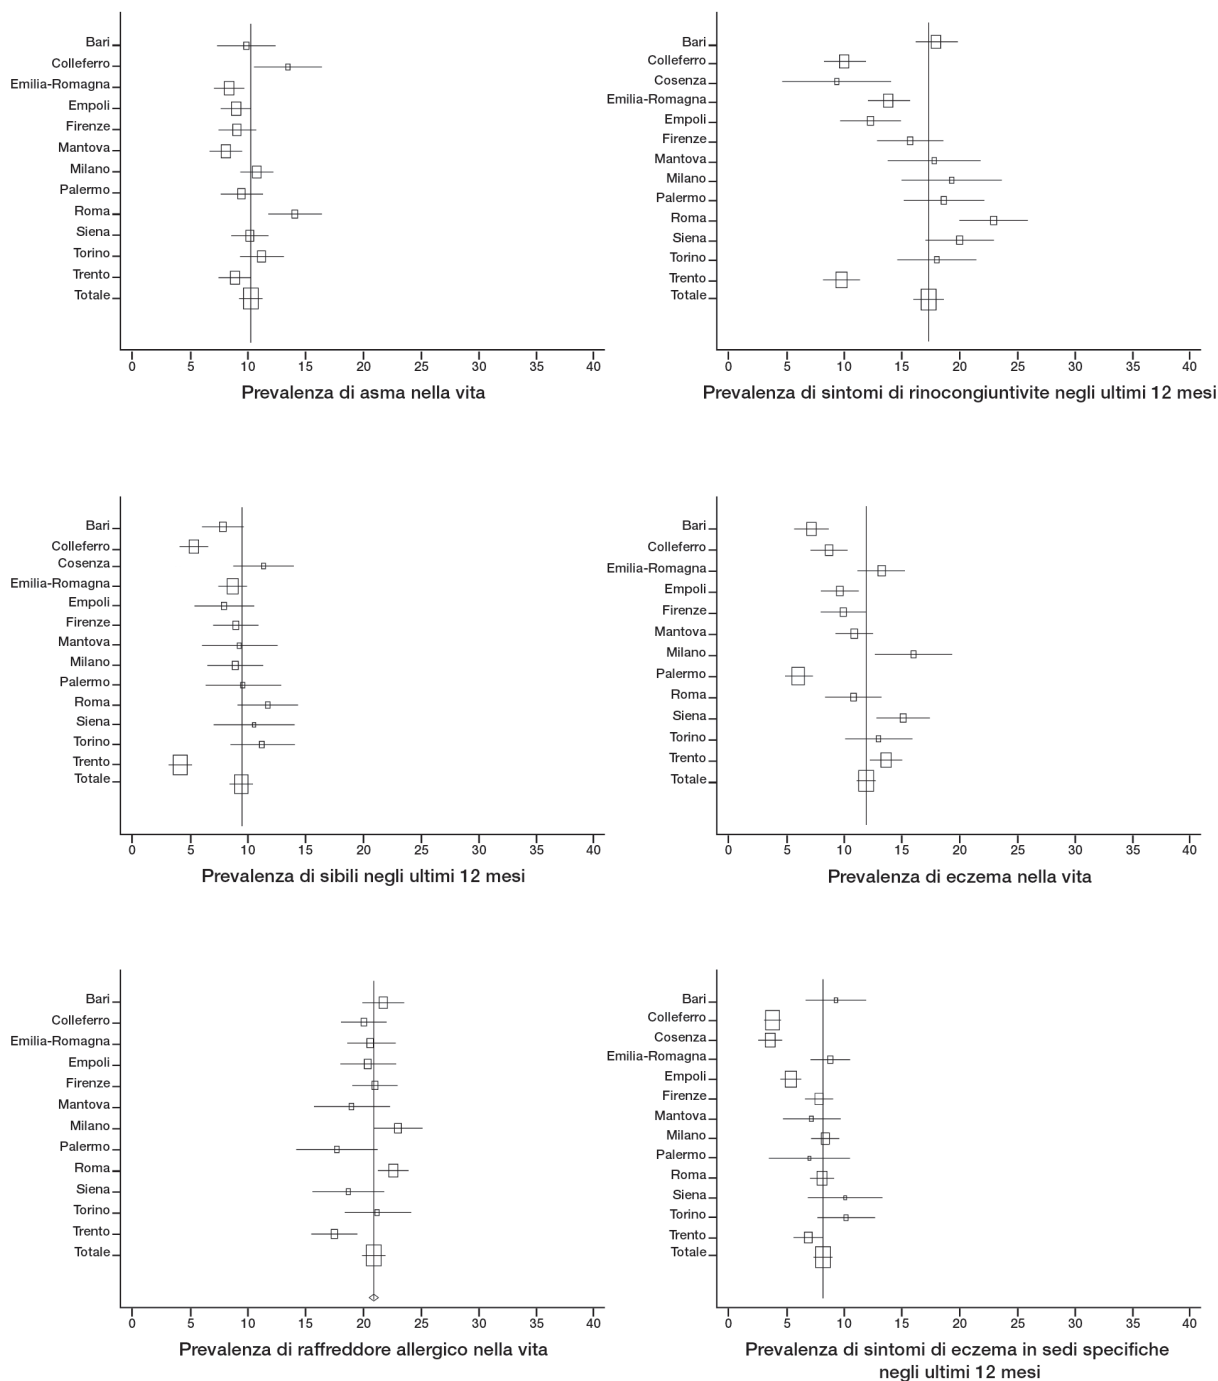 Bari
Colleferro
Emilia-Romagna
Empoli
Firenze
Mantova
Milano
Palermo
Roma
Siena
Torino
Trento
Totale
0 5 10 15 20 25 30 35 40
Prevalenza di asma nella vita
Bari
Colleferro
Cosenza
Emilia-Romagna
Empoli
Firenze
Mantova
Milano
Palermo
Roma
Siena
Torino
Trento
Totale
0 5 10 15 20 25 30 35 40
Prevalenza di sintomi di rinocongiuntivite negli ultimi 12 mesi
Bari
Colleferro
Cosenza
Emilia-Romagna
Empoli
Firenze
Mantova
Milano
Palermo
Roma
Siena
Torino
Trento
Totale
0 5 10 15 20 25 30 35 40
Prevalenza di sibili negli ultimi 12 mesi
Bari
Colleferro
Emilia-Romagna
Empoli
Firenze
Mantova
Milano
Palermo
Roma
Siena
Torino
Trento
Totale
0 5 10 15 20 25 30 35 40
Prevalenza di eczema nella vita
Bari
Colleferro
Emilia-Romagna
Empoli
Firenze
Mantova
Milano
Palermo
Roma
Siena
Torino
Trento
Totale
0 5 10 15 20 25 30 35 40
Prevalenza di raffreddore allergico nella vita
Bari
Colleferro
Cosenza
Emilia-Romagna
Empoli
Firenze
Mantova
Milano
Palermo
Roma
Siena
Torino
Trento
Totale
0 5 10 15 20 25 30 35 40
Prevalenza di sintomi di eczema in sedi specifiche
negli ultimi 12 mesi